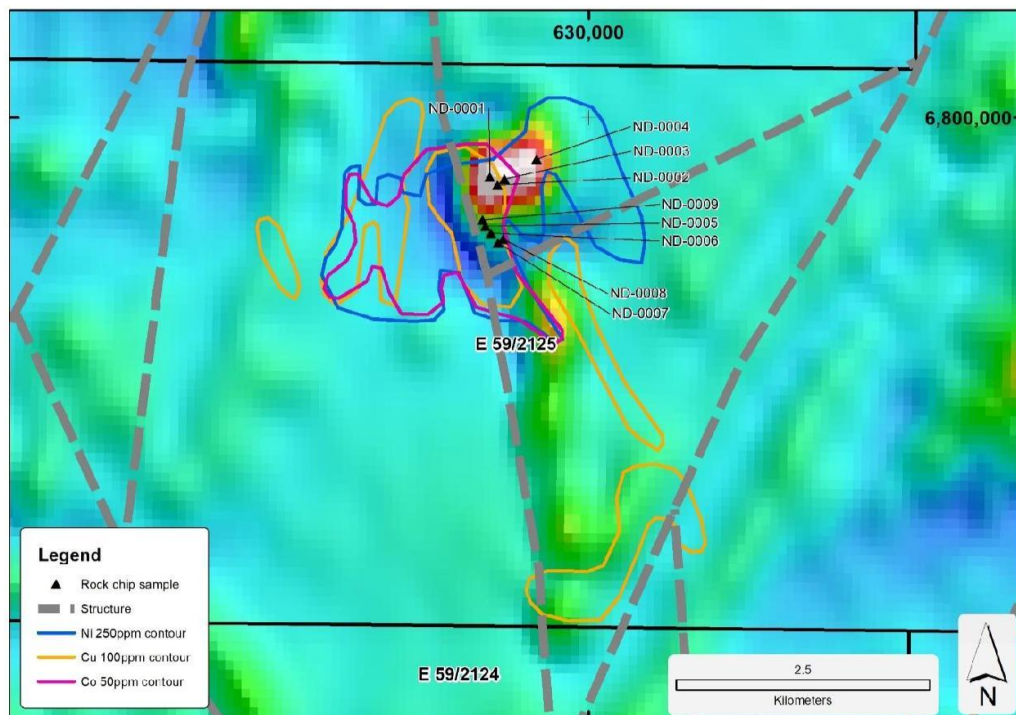 630,000
6,800,000
ND-0001
ND-0004
ND-0003
ND-0002
ND-0009
ND-0005
ND-0006
ND-0008
ND-0007
E 59/2125
Legend
Rock chip sample
Structure
Ni 250ppm contour
Cu 100ppm contour
Co 50ppm contour
E 59/2124
2.5
Kilometers
N